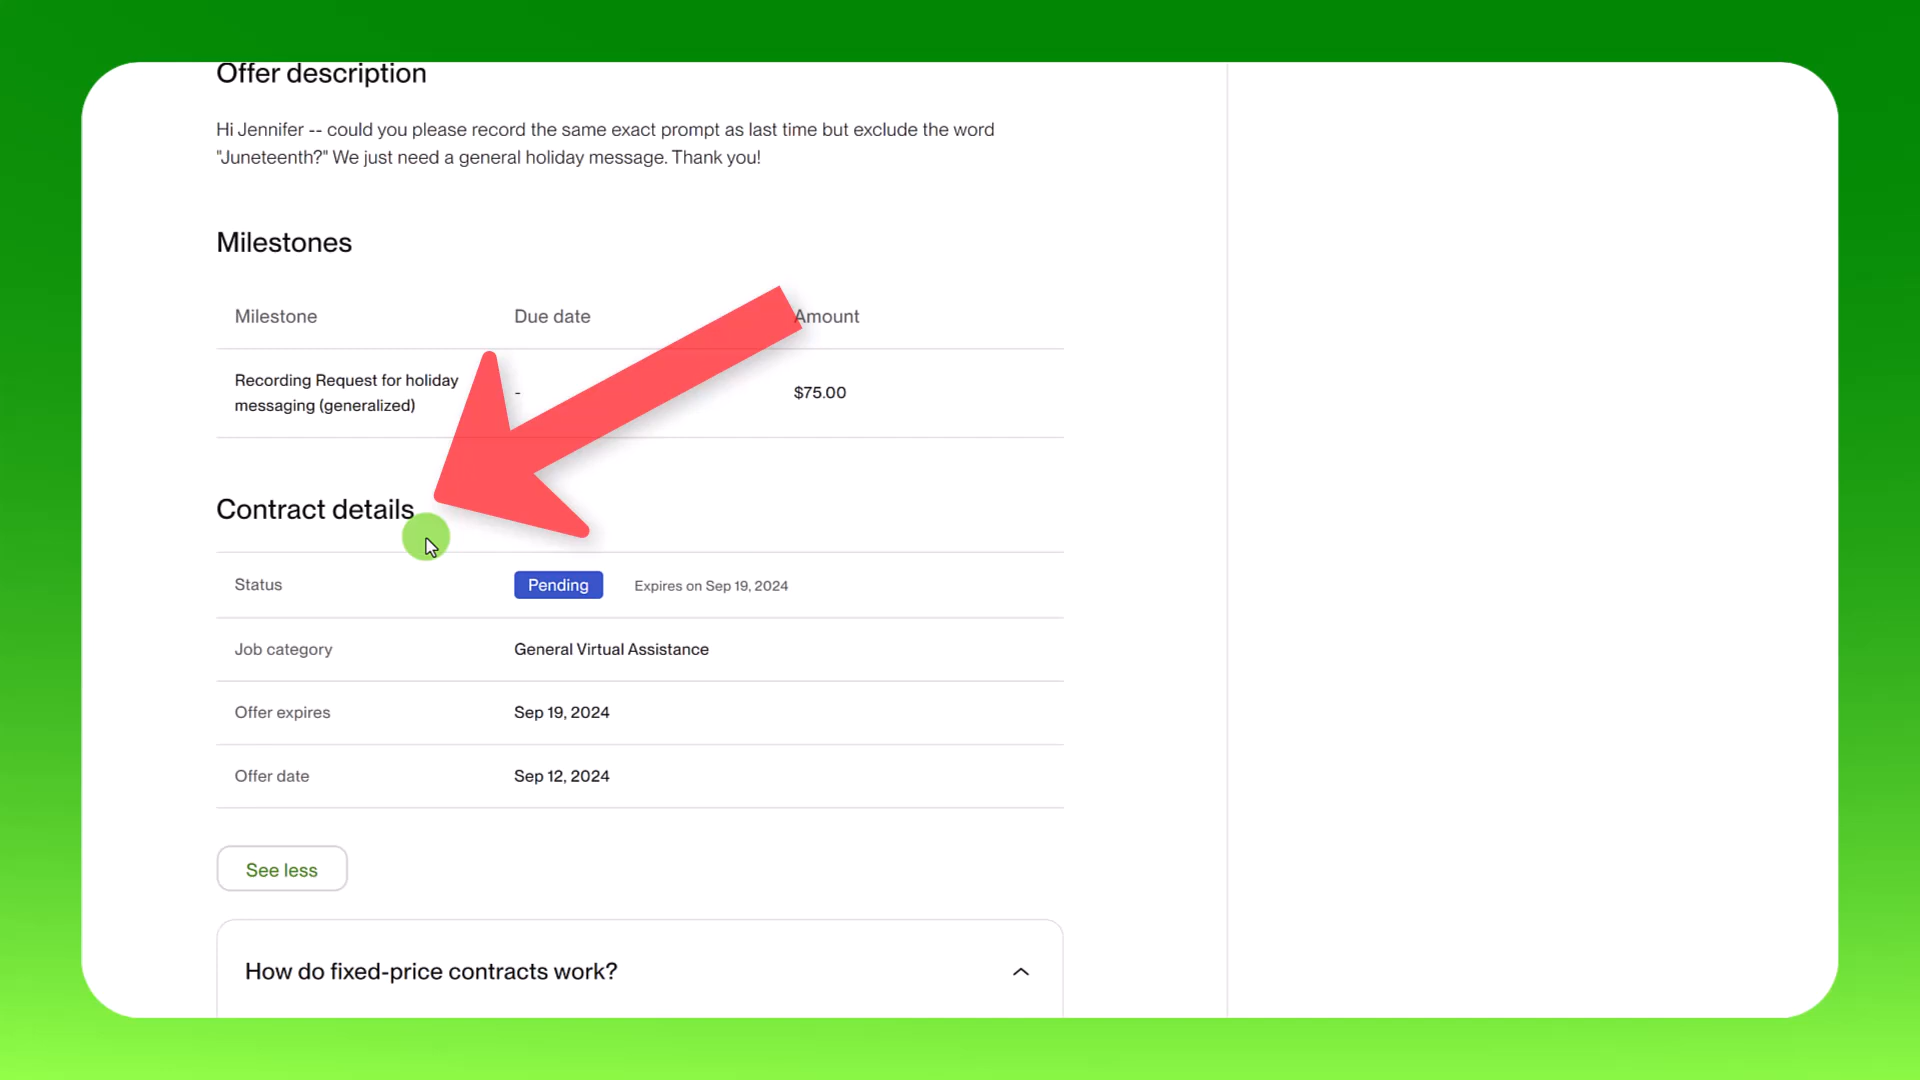 Offer description
Hi Jennifer -- could you please record the same exact prompt as last time but exclude the word
"Juneteenth?" We just need a general holiday message. Thank you!
Milestones
Milestone Due date Amount
Recording Request for holiday
messaging (generalized) - $75.00
Contract details
Status Pending Expires on Sep 19, 2024
Job category General Virtual Assistance
Offer expires Sep 19, 2024
Offer date Sep 12, 2024
See less
How do fixed-price contracts work?